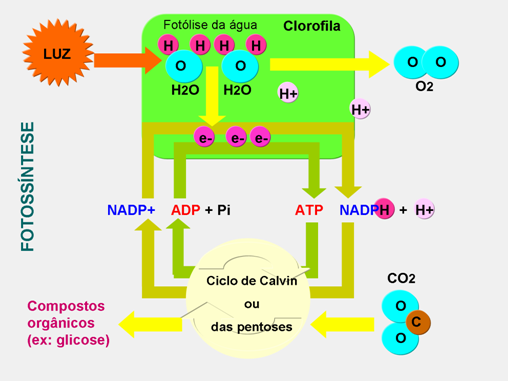 Fotólise da água
Clorofila
LUZ
H H H H
O O
H2O H2O
O O
O2
H+
H+
e- e- e-
FOTOSSÍNTESE
NADP+ ADP + Pi ATP NADPH + H+
Ciclo de Calvin
ou
das pentoses
CO2
O
C
O
Compostos
orgânicos
(ex: glicose)